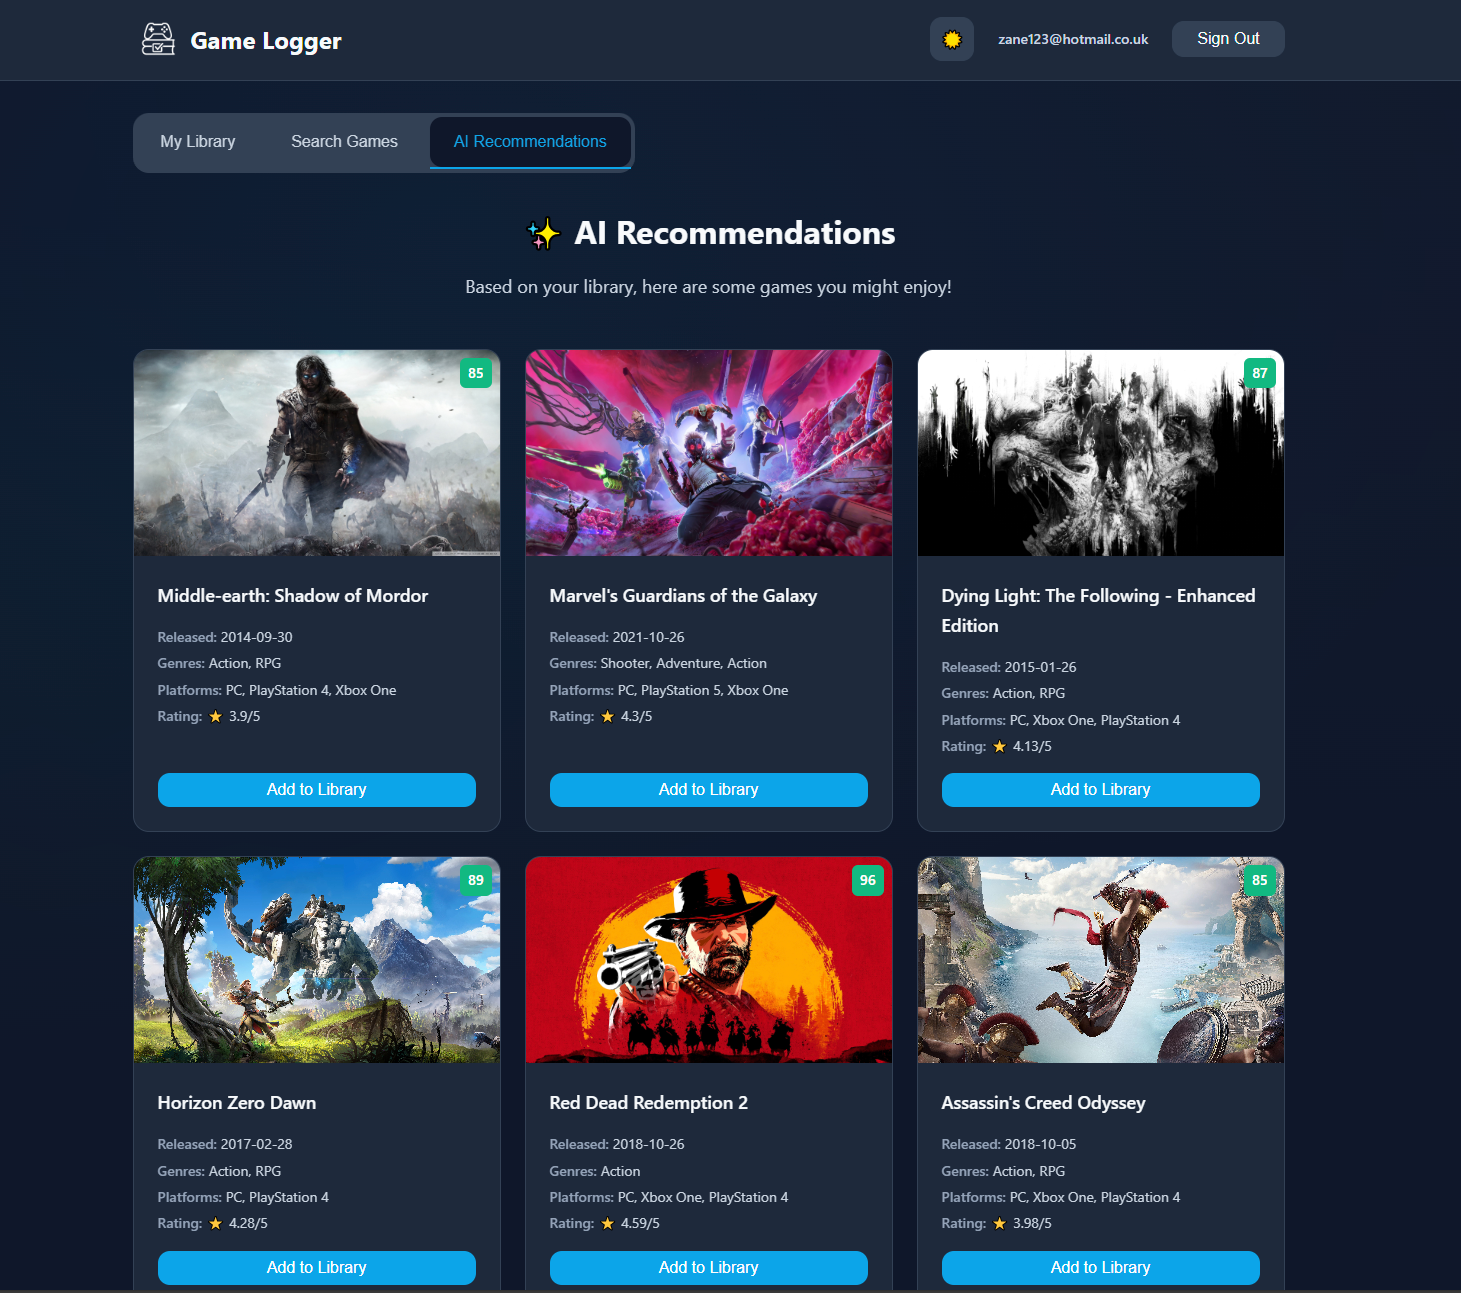 Game Logger
zane123@hotmail.co.uk
Sign Out
My Library
Search Games
AI Recommendations
✨ AI Recommendations
Based on your library, here are some games you might enjoy!
85
Middle-earth: Shadow of Mordor
Released: 2014-09-30
Genres: Action, RPG
Platforms: PC, PlayStation 4, Xbox One
Rating: ⭐ 3.9/5
Add to Library
Marvel's Guardians of the Galaxy
Released: 2021-10-26
Genres: Shooter, Adventure, Action
Platforms: PC, PlayStation 5, Xbox One
Rating: ⭐ 4.3/5
Add to Library
87
Dying Light: The Following - Enhanced
Edition
Released: 2015-01-26
Genres: Action, RPG
Platforms: PC, Xbox One, PlayStation 4
Rating: ⭐ 4.13/5
Add to Library
89
Horizon Zero Dawn
Released: 2017-02-28
Genres: Action, RPG
Platforms: PC, PlayStation 4
Rating: ⭐ 4.28/5
Add to Library
96
Red Dead Redemption 2
Released: 2018-10-26
Genres: Action
Platforms: PC, Xbox One, PlayStation 4
Rating: ⭐ 4.59/5
Add to Library
85
Assassin's Creed Odyssey
Released: 2018-10-05
Genres: Action, RPG
Platforms: PC, Xbox One, PlayStation 4
Rating: ⭐ 3.98/5
Add to Library